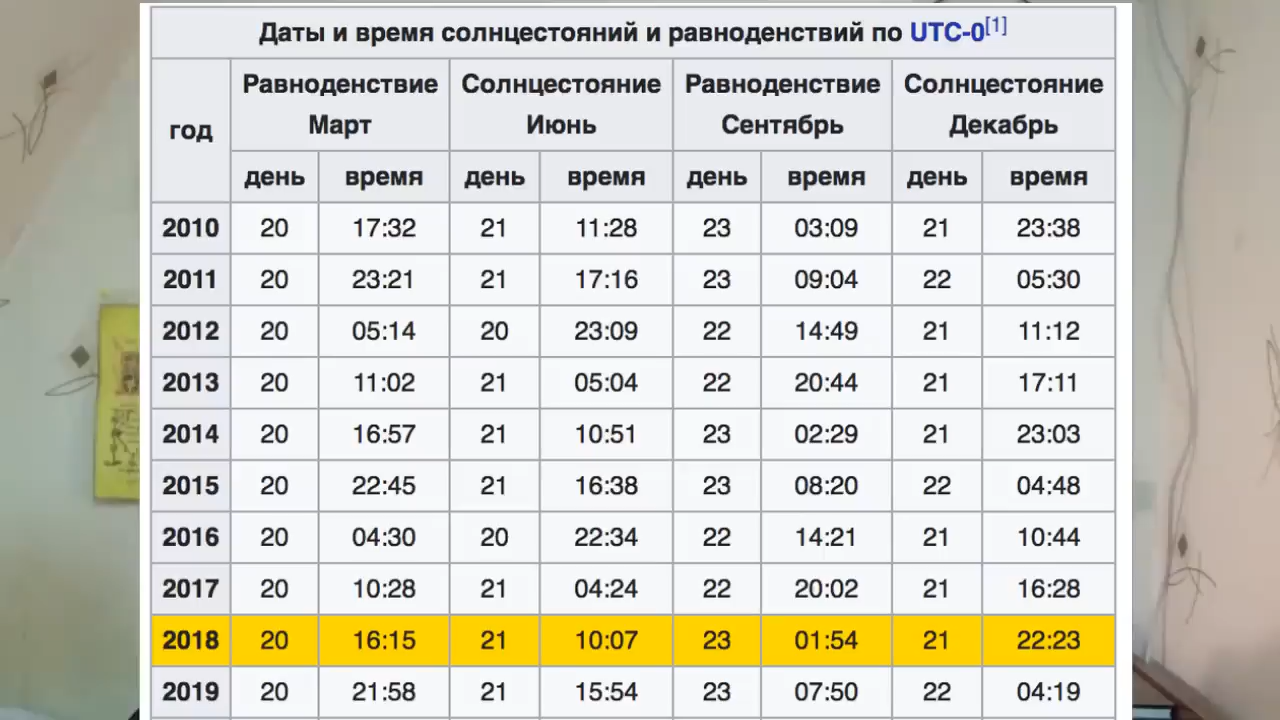 Даты и время солнцестояний и равноденствий по UTC-0[1]
год
Равноденствие Март
Солнцестояние Июнь
Равноденствие Сентябрь
Солнцестояние Декабрь
день время день время день время день время
2010 20 17:32 21 11:28 23 03:09 21 23:38
2011 20 23:21 21 17:16 23 09:04 22 05:30
2012 20 05:14 20 23:09 22 14:49 21 11:12
2013 20 11:02 21 05:04 22 20:44 21 17:11
2014 20 16:57 21 10:51 23 02:29 21 23:03
2015 20 22:45 21 16:38 23 08:20 22 04:48
2016 20 04:30 20 22:34 22 14:21 21 10:44
2017 20 10:28 21 04:24 22 20:02 21 16:28
2018 20 16:15 21 10:07 23 01:54 21 22:23
2019 20 21:58 21 15:54 23 07:50 22 04:19